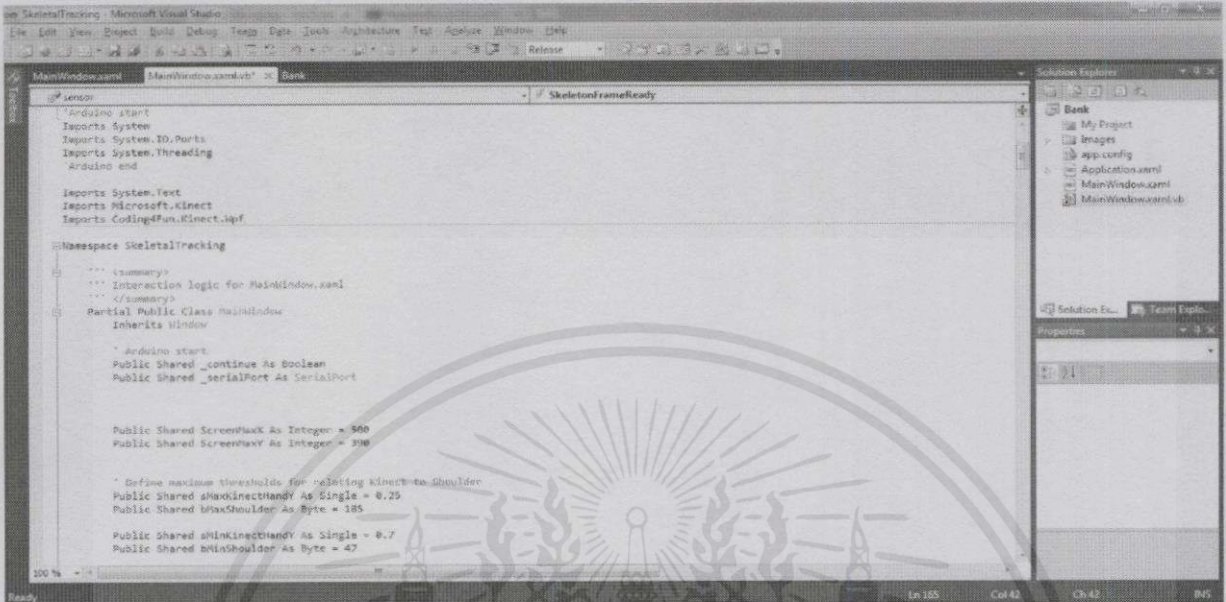 SkeletalTracking - Microsoft Visual Studio
File Edit View Project Build Debug Team Data Tools Architecture Test Analyze Window Help
Release
MainWindow.xaml MainWindow.xaml.vb* Bank
sensor SkeletonFrameReady
'Arduino start
Imports System
Imports System.IO.Ports
Imports System.Threading
'Arduino end
Imports System.Text
Imports Microsoft.Kinect
Imports Coding4Fun.Kinect.Wpf
Namespace SkeletalTracking
''' <summary>
''' Interaction logic for MainWindow.xaml
''' </summary>
Partial Public Class MainWindow
Inherits Window
' Arduino start
Public Shared _continue As Boolean
Public Shared _serialPort As SerialPort
Public Shared ScreenMaxX As Integer = 500
Public Shared ScreenMaxY As Integer = 390
' Define maximum thresholds for relating Kinect to Shoulder
Public Shared sMaxKinectHandY As Single = 0.25
Public Shared bMaxShoulder As Byte = 185
Public Shared sMinKinectHandY As Single = 0.7
Public Shared bMinShoulder As Byte = 47
100 %
Ready Ln 165 Col 42 Ch 42 INS
Toolbox
Solution Explorer
Bank
My Project
Images
app.config
Application.xaml
MainWindow.xaml
MainWindow.xaml.vb
Solution Ex... Team Explo...
Properties